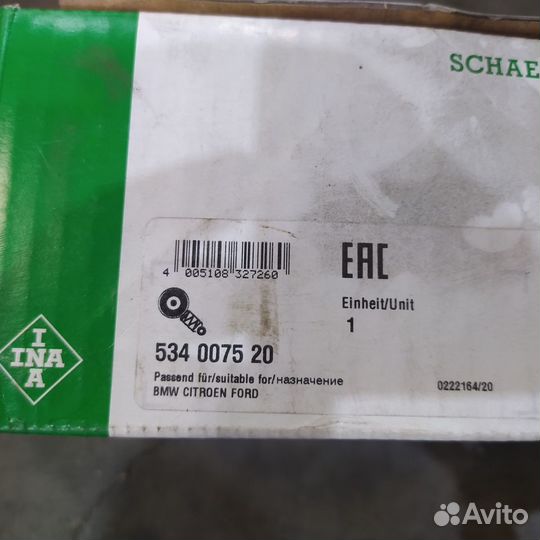 SCHAE
4 005108 327260
EAC
Einheit/Unit
1
534 0075 20
Passend für/suitable for/назначение
BMW CITROEN FORD
0222164/20
INA
INA
Avito